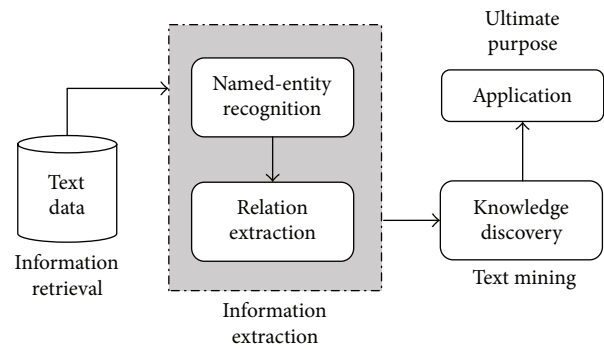 Text
data
Information
retrieval
Named-entity
recognition
Relation
extraction
Information
extraction
Ultimate
purpose
Application
Knowledge
discovery
Text mining